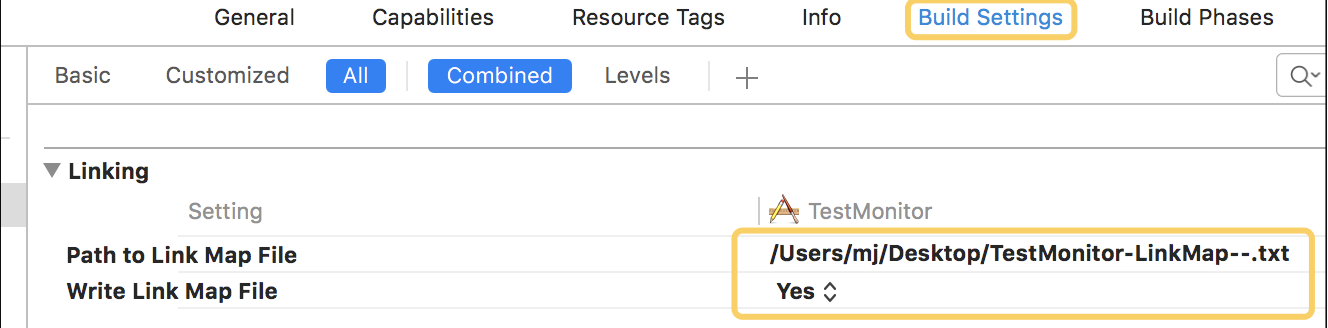 General Capabilities Resource Tags Info Build Settings Build Phases
Basic Customized All Combined Levels
Linking
Setting TestMonitor
Path to Link Map File /Users/mj/Desktop/TestMonitor-LinkMap--.txt
Write Link Map File Yes